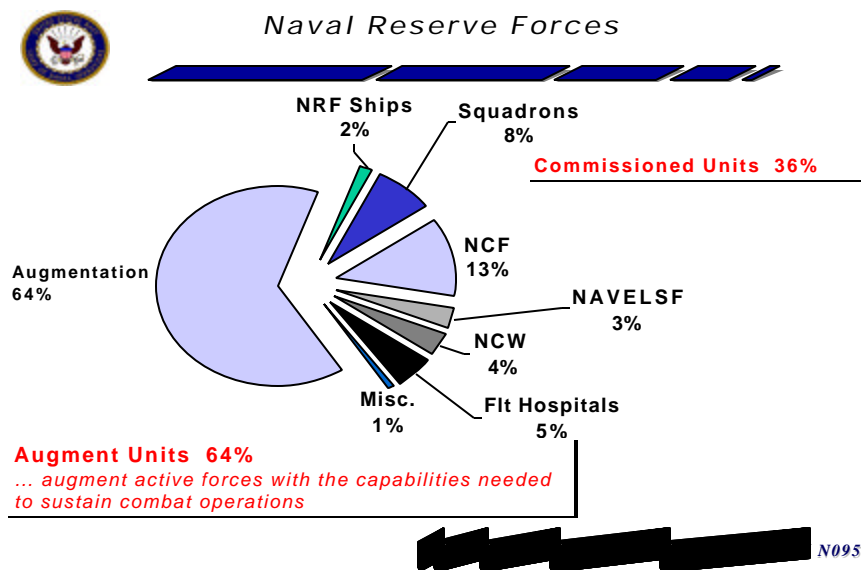 Naval Reserve Forces
NRF Ships
2%
Squadrons
8%
Commissioned Units 36%
NCF
13%
Augmentation
64%
NAVELSF
3%
NCW
4%
Misc.
1%
Flt Hospitals
5%
Augment Units 64%
... augment active forces with the capabilities needed
to sustain combat operations
N095